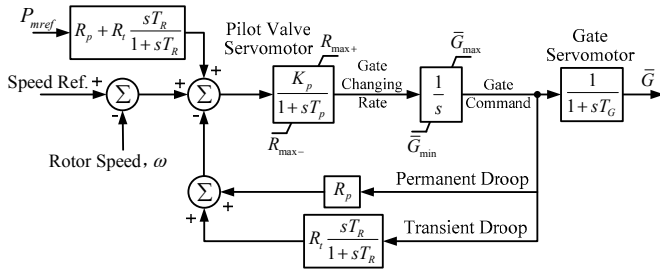 P_mref
R_p + R_t sT_R / 1 + sT_R
Pilot Valve
Servomotor
R_max+
K_p / 1 + sT_p
R_max−
Gate
Changing
Rate
G̅_max
1 / s
G̅_min
Gate
Command
Gate
Servomotor
1 / 1 + sT_G
G̅
Speed Ref.
+
Σ
-
+
+
Σ
-
Rotor Speed, ω
Σ
+
+
R_p
Permanent Droop
R_t sT_R / 1 + sT_R
Transient Droop